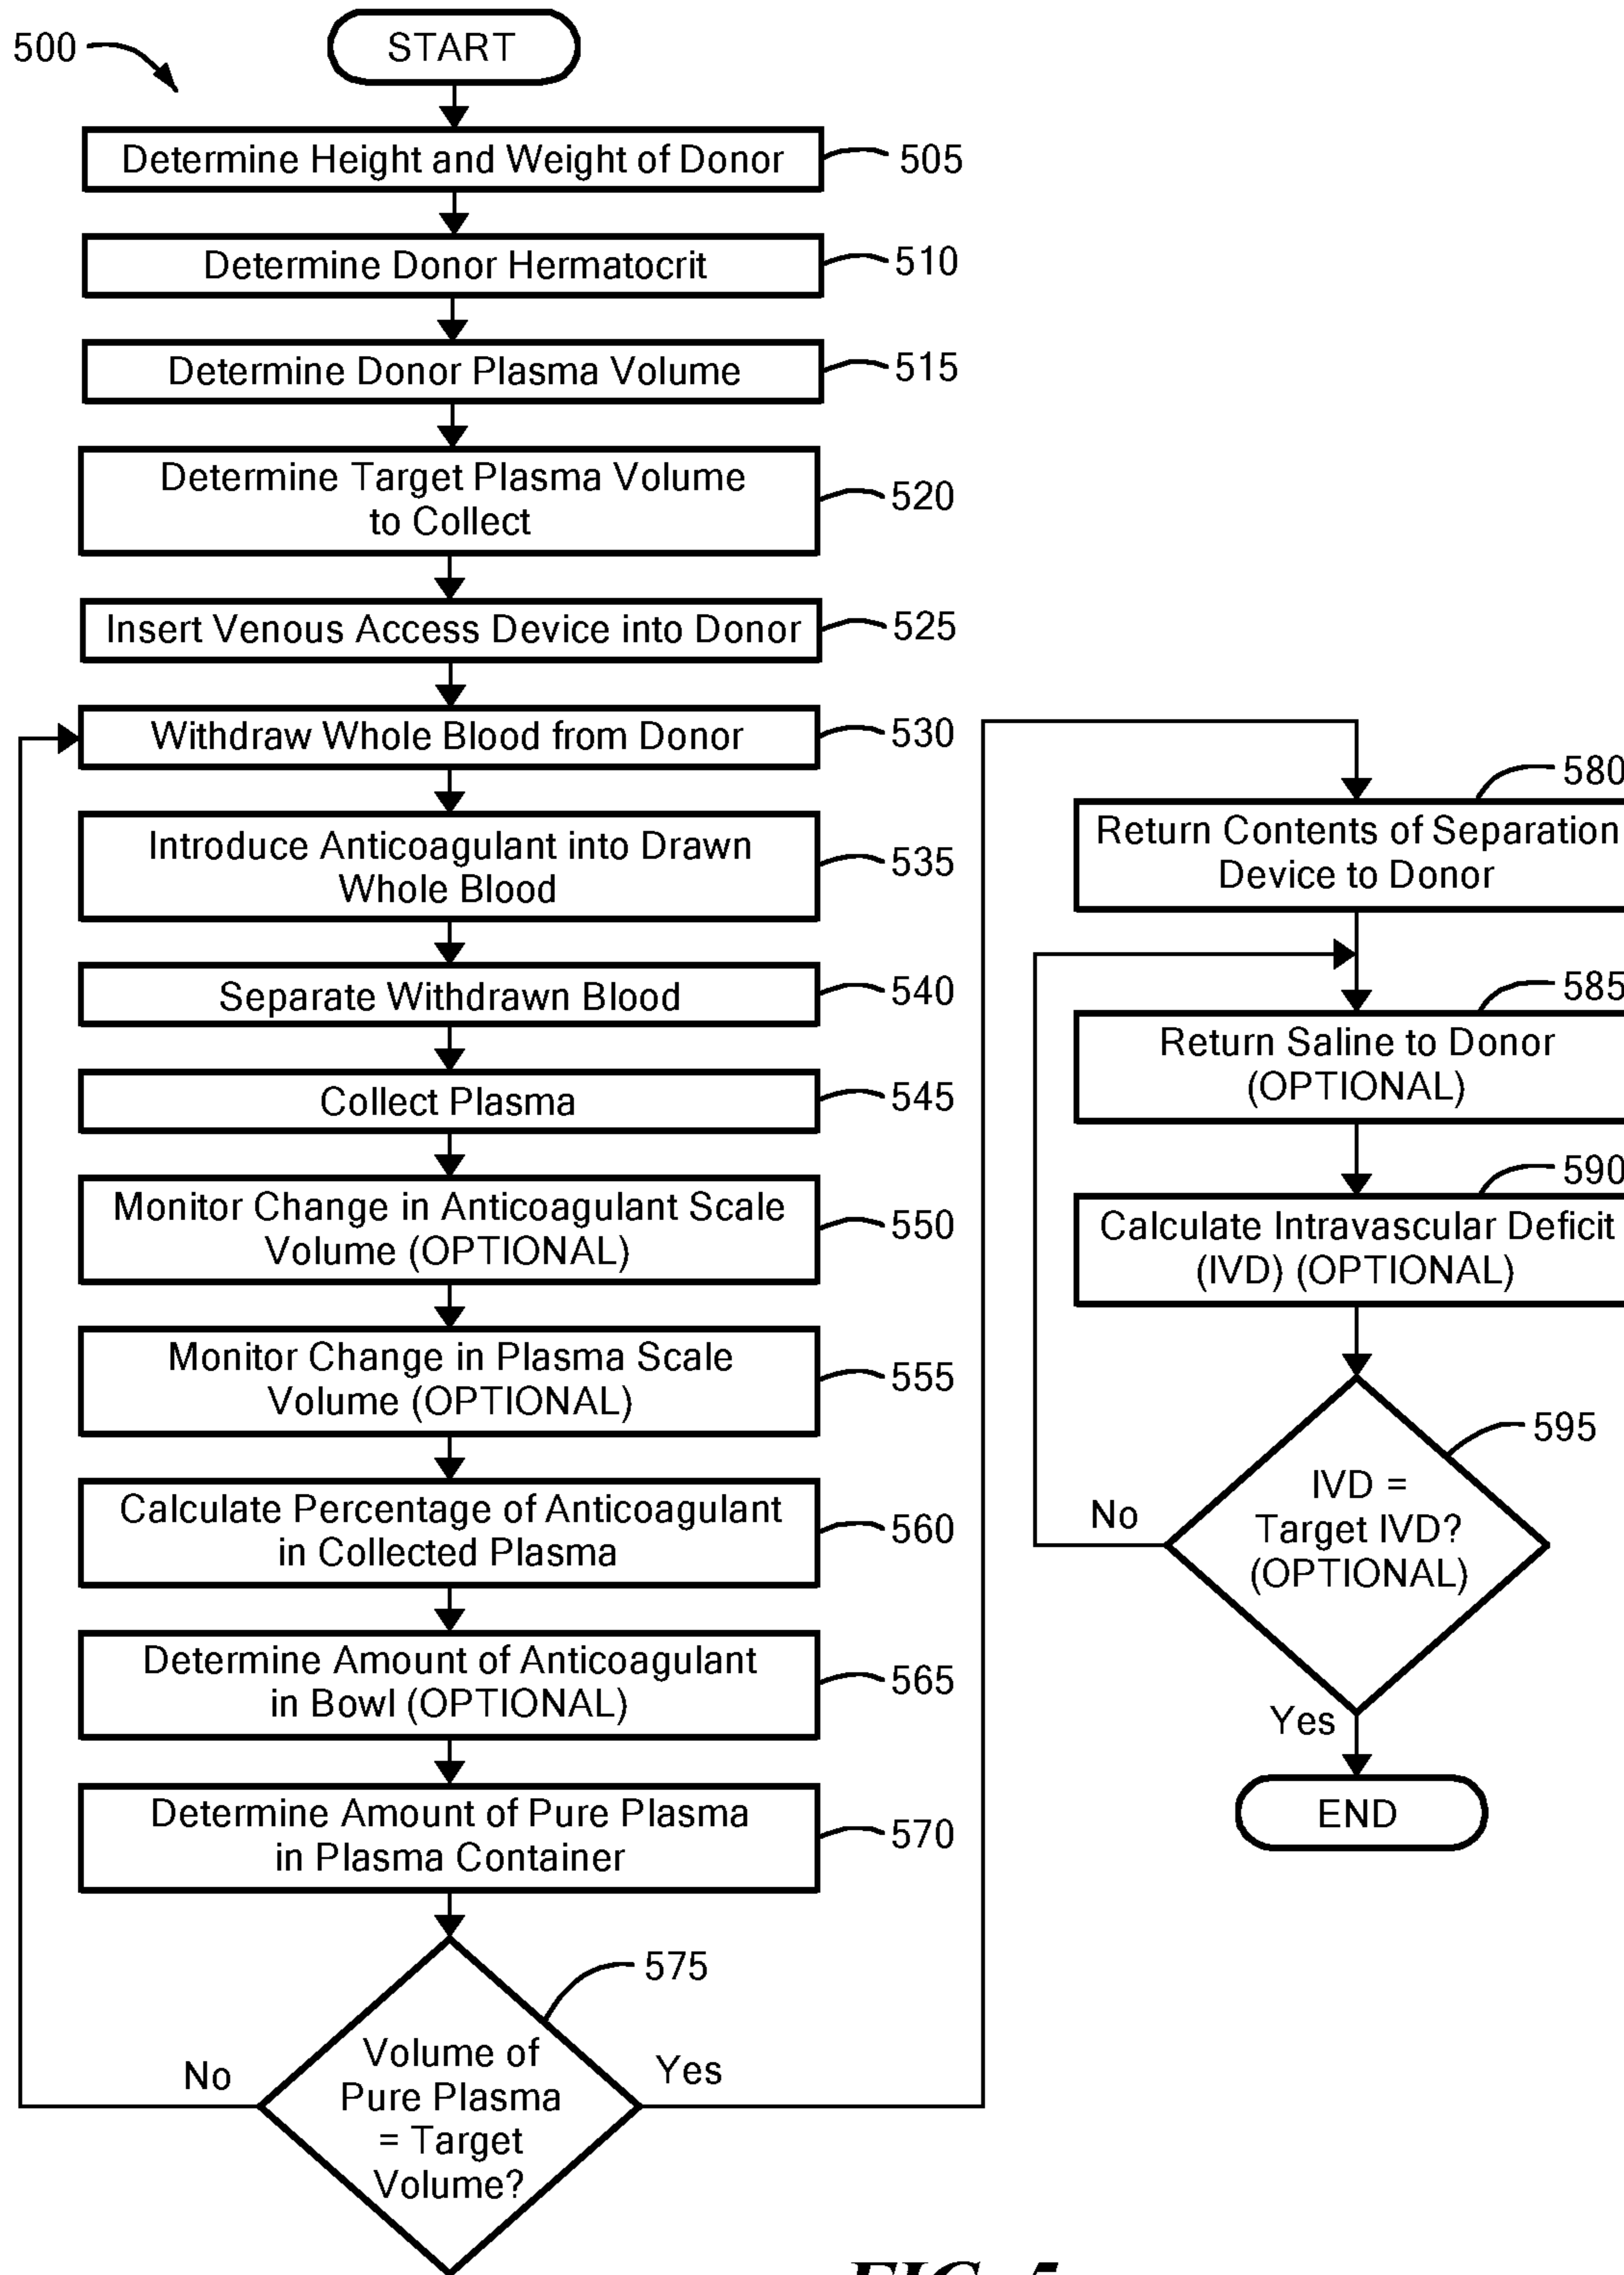 500
START
Determine Height and Weight of Donor
505
Determine Donor Hermatocrit
510
Determine Donor Plasma Volume
515
Determine Target Plasma Volume
to Collect
520
Insert Venous Access Device into Donor
525
Withdraw Whole Blood from Donor
530
Introduce Anticoagulant into Drawn
Whole Blood
535
Separate Withdrawn Blood
540
Collect Plasma
545
Monitor Change in Anticoagulant Scale
Volume (OPTIONAL)
550
Monitor Change in Plasma Scale
Volume (OPTIONAL)
555
Calculate Percentage of Anticoagulant
in Collected Plasma
560
Determine Amount of Anticoagulant
in Bowl (OPTIONAL)
565
Determine Amount of Pure Plasma
in Plasma Container
570
575
Volume of
Pure Plasma
= Target
Volume?
No
Yes
580
Return Contents of Separation
Device to Donor
585
Return Saline to Donor
(OPTIONAL)
590
Calculate Intravascular Deficit
(IVD) (OPTIONAL)
595
IVD =
Target IVD?
(OPTIONAL)
No
Yes
END